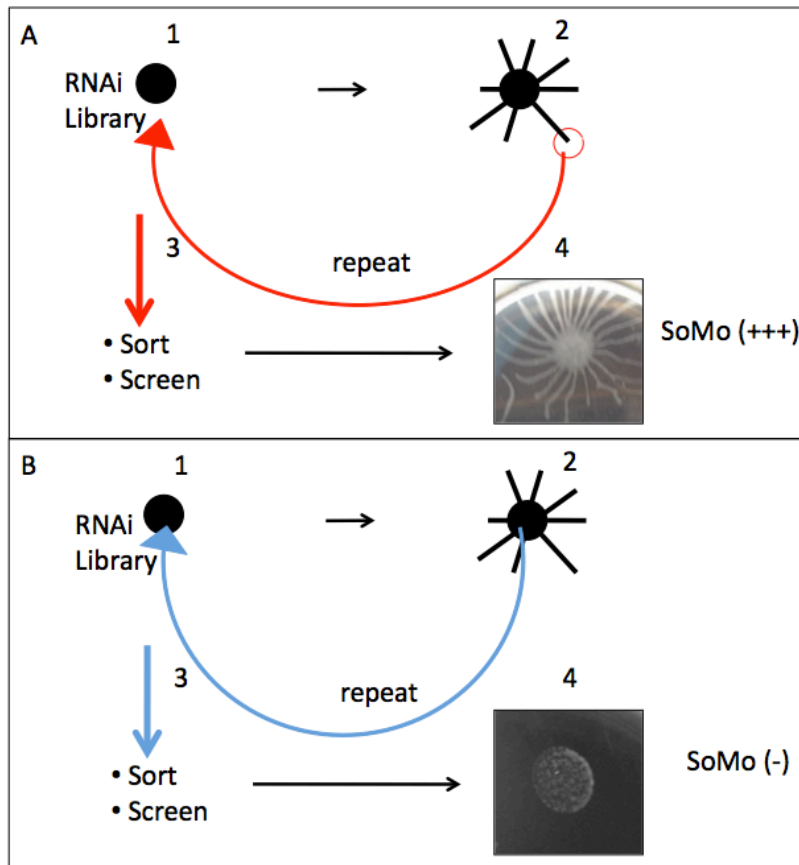 A
1
2
RNAi
Library
3
repeat
4
• Sort
• Screen
SoMo (+++)
B
1
2
RNAi
Library
3
repeat
4
• Sort
• Screen
SoMo (-)